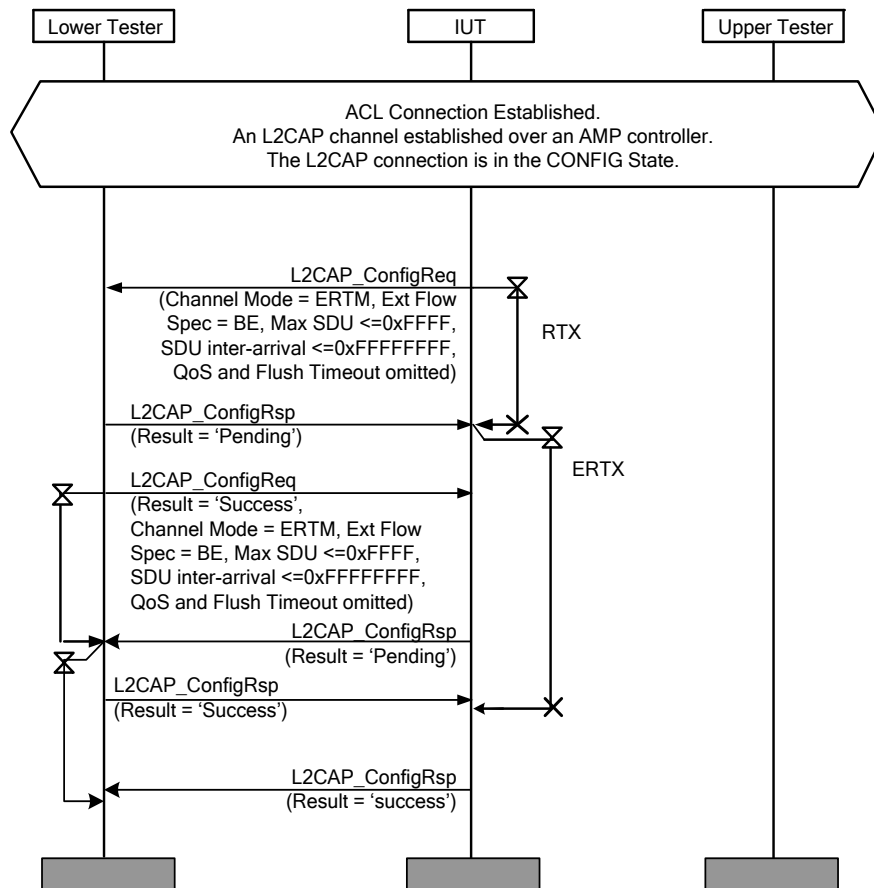 Lower Tester
IUT
Upper Tester
ACL Connection Established.
An L2CAP channel established over an AMP controller.
The L2CAP connection is in the CONFIG State.
L2CAP_ConfigReq
(Channel Mode = ERTM, Ext Flow
Spec = BE, Max SDU <=0xFFFF,
SDU inter-arrival <=0xFFFFFFFF,
QoS and Flush Timeout omitted)
RTX
L2CAP_ConfigRsp
(Result = ‘Pending’)
ERTX
L2CAP_ConfigReq
(Result = ‘Success’,
Channel Mode = ERTM, Ext Flow
Spec = BE, Max SDU <=0xFFFF,
SDU inter-arrival <=0xFFFFFFFF,
QoS and Flush Timeout omitted)
L2CAP_ConfigRsp
(Result = ‘Pending’)
L2CAP_ConfigRsp
(Result = ‘Success’)
L2CAP_ConfigRsp
(Result = ‘success’)